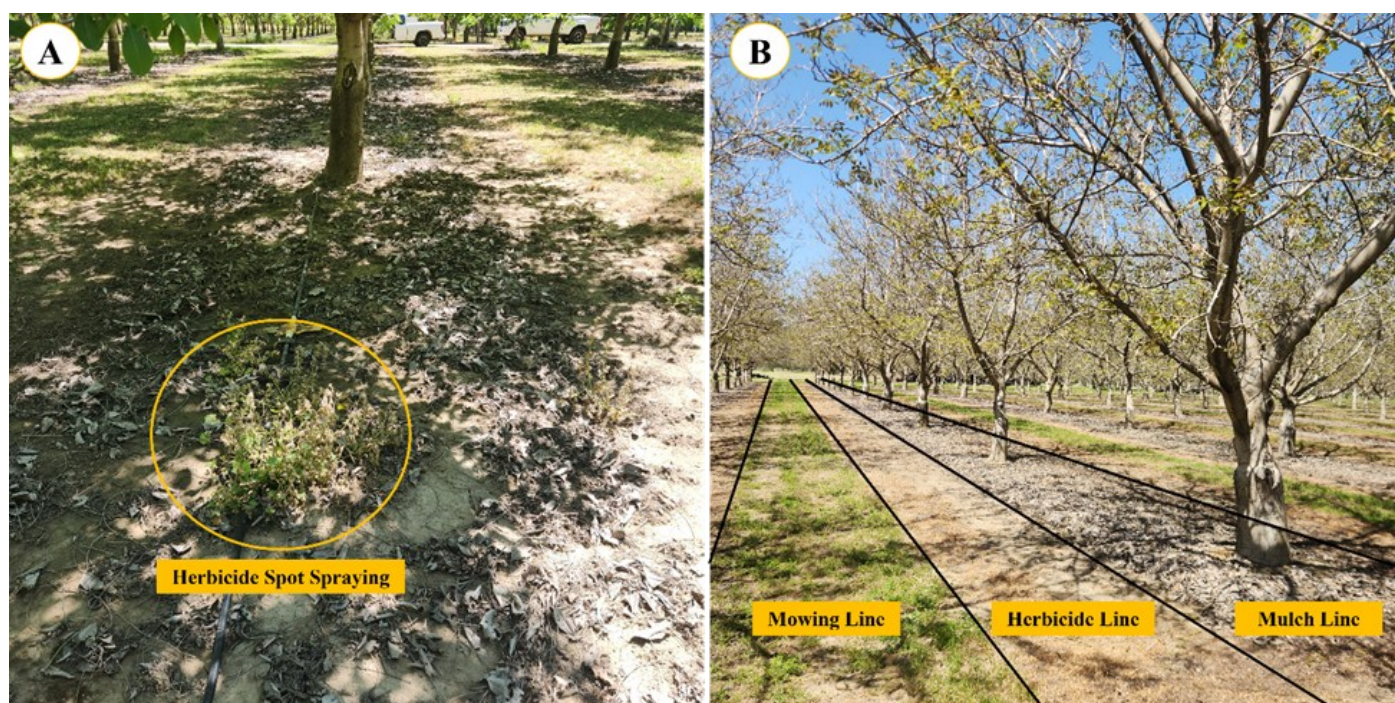 A
B
Herbicide Spot Spraying
Mowing Line
Herbicide Line
Mulch Line